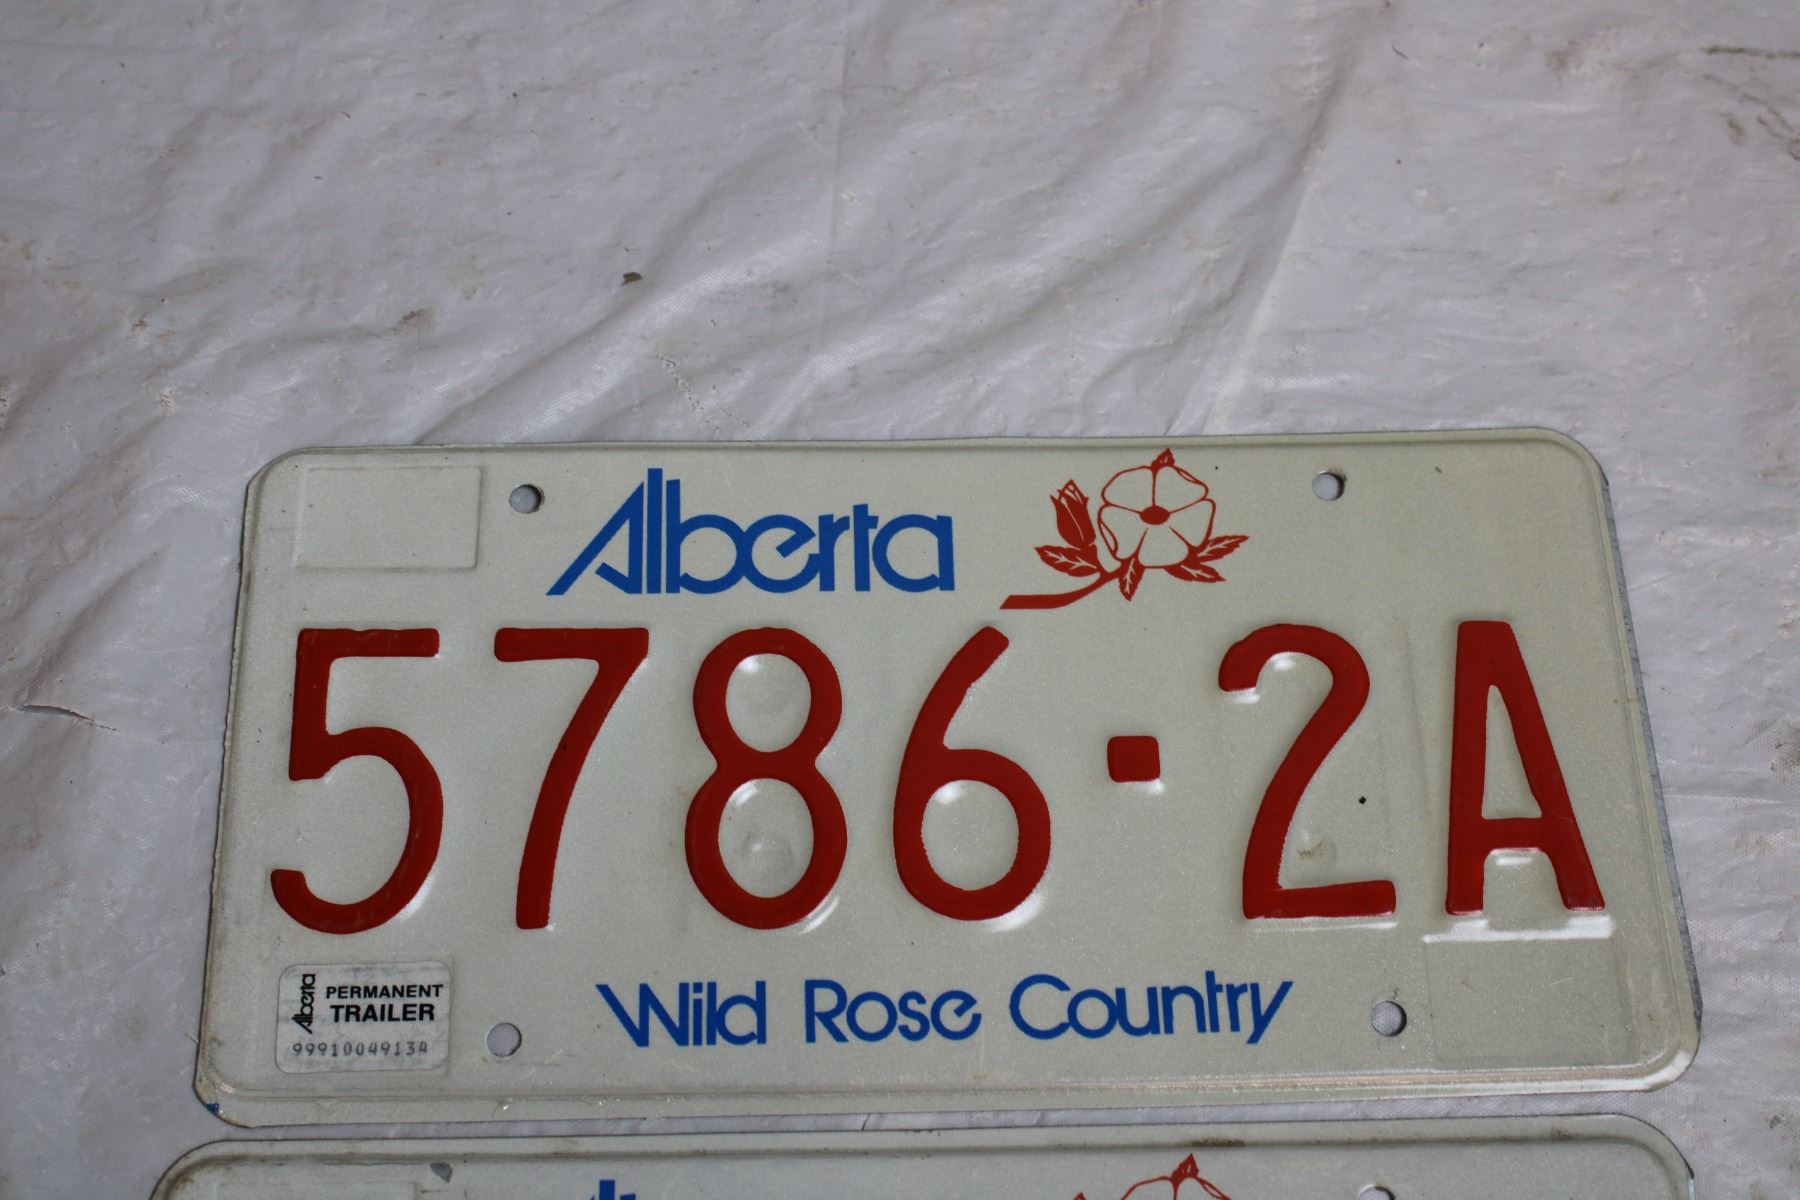 Alberta
5786·2A
Alberta
PERMANENT
TRAILER
99910049134
Wild Rose Country